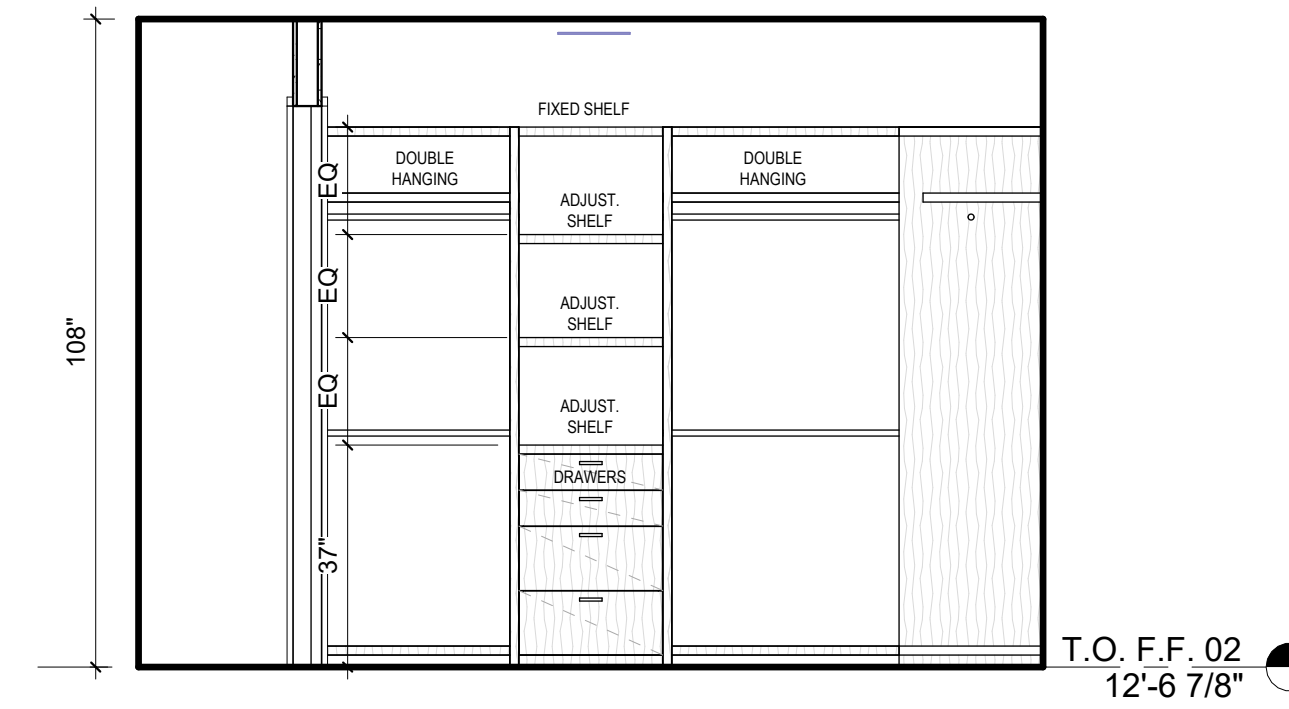 FIXED SHELF
DOUBLE
HANGING
DOUBLE
HANGING
EQ
ADJUST.
SHELF
EQ
ADJUST.
SHELF
108"
EQ
ADJUST.
SHELF
DRAWERS
37"
T.O. F.F. 02
12'-6 7/8"